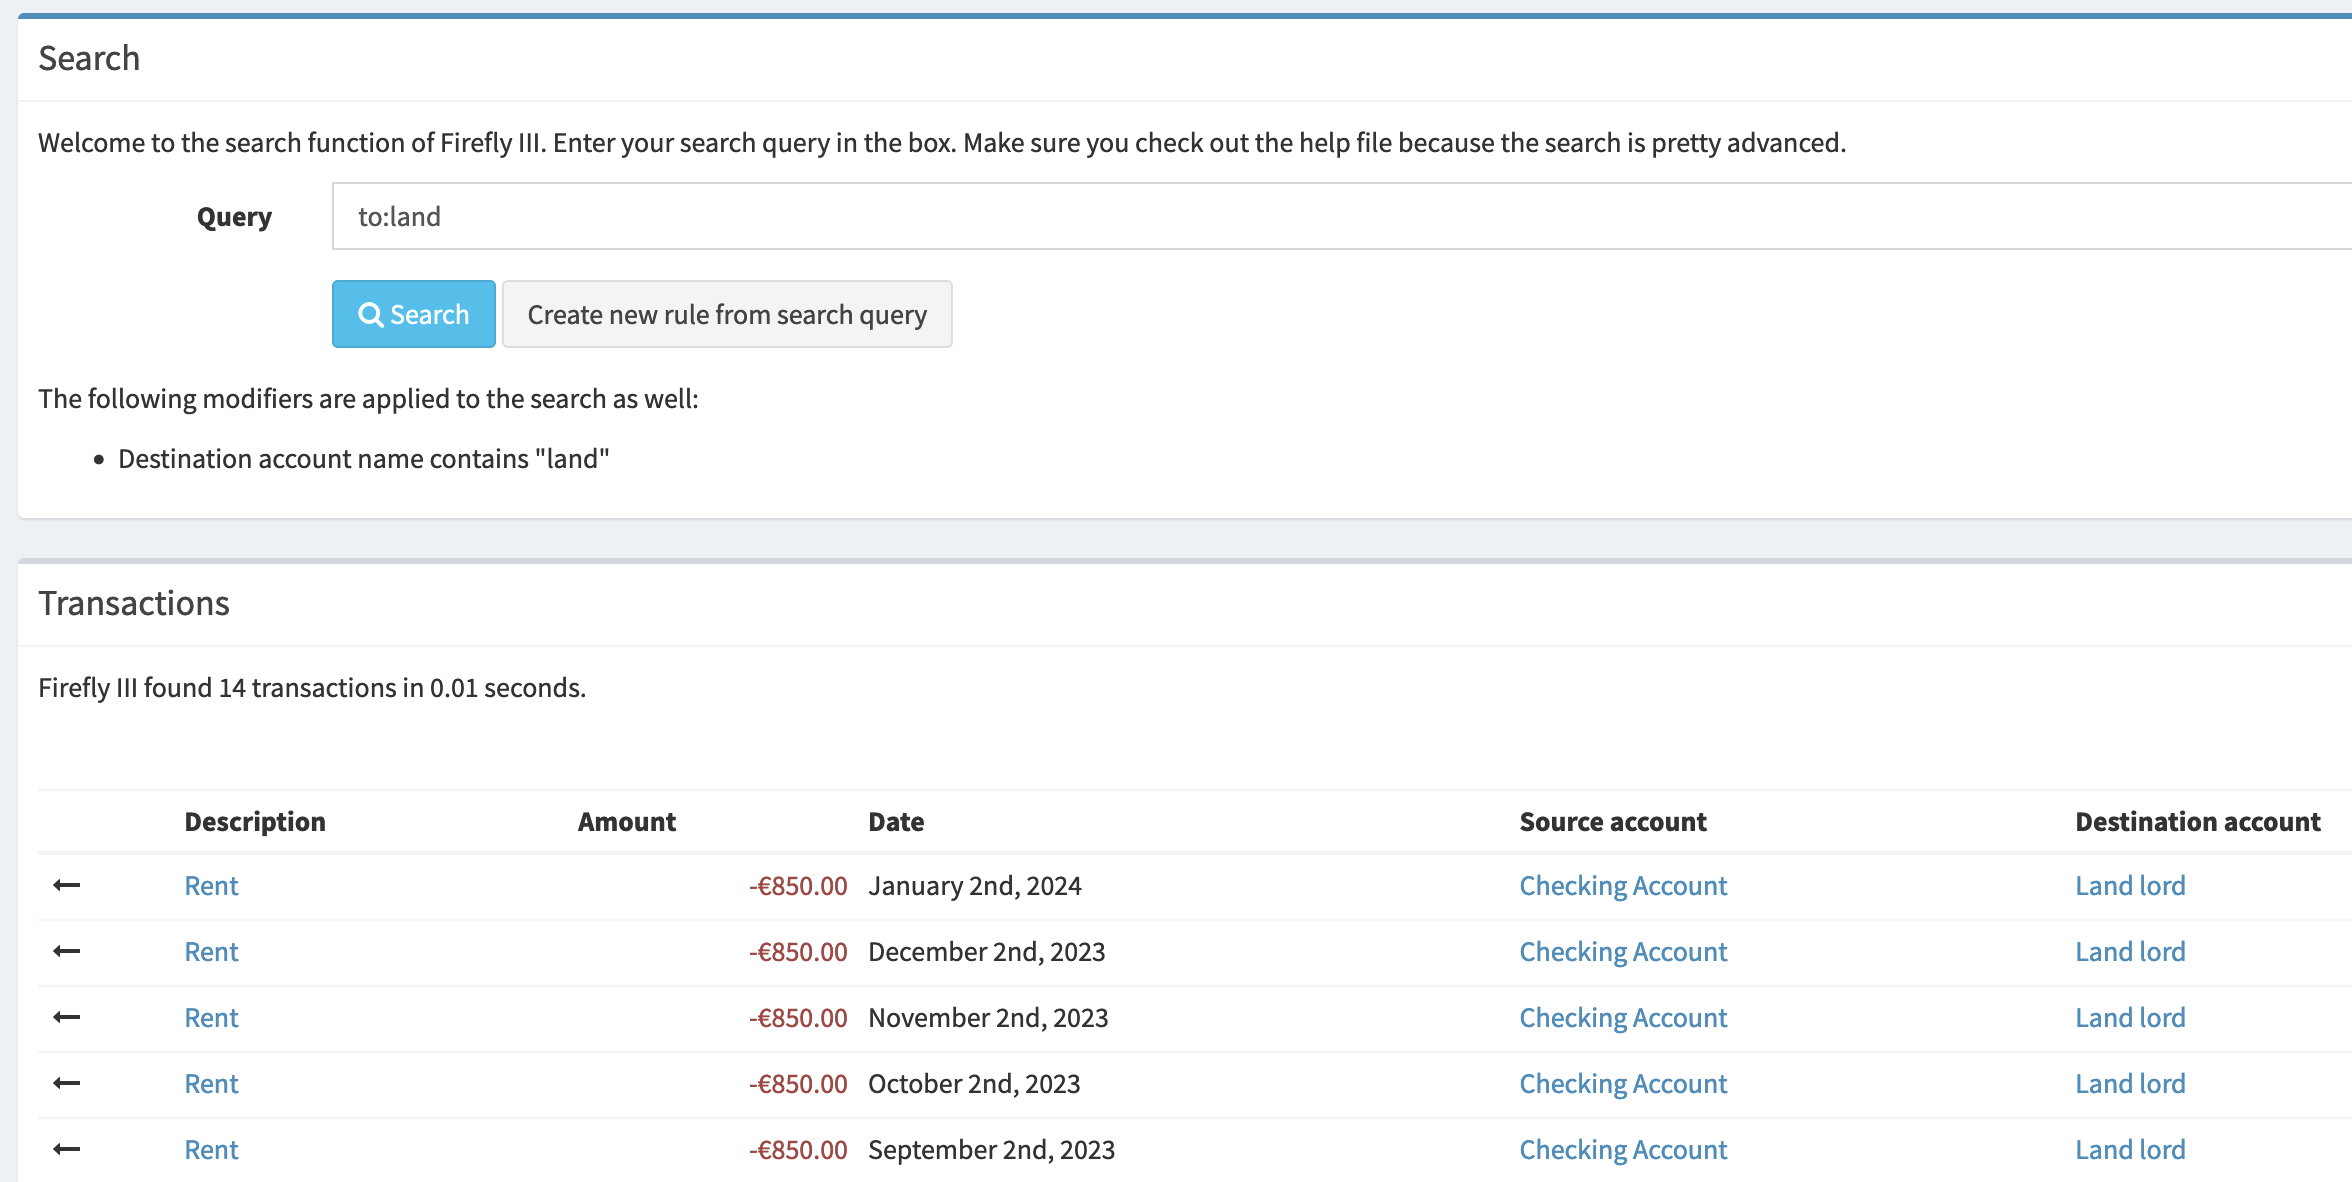 Search
Welcome to the search function of Firefly III. Enter your search query in the box. Make sure you check out the help file because the search is pretty advanced.
Query to:land
Search Create new rule from search query
The following modifiers are applied to the search as well:
• Destination account name contains "land"
Transactions
Firefly III found 14 transactions in 0.01 seconds.
Description Amount Date Source account Destination account
Rent -€850.00 January 2nd, 2024 Checking Account Land lord
Rent -€850.00 December 2nd, 2023 Checking Account Land lord
Rent -€850.00 November 2nd, 2023 Checking Account Land lord
Rent -€850.00 October 2nd, 2023 Checking Account Land lord
Rent -€850.00 September 2nd, 2023 Checking Account Land lord